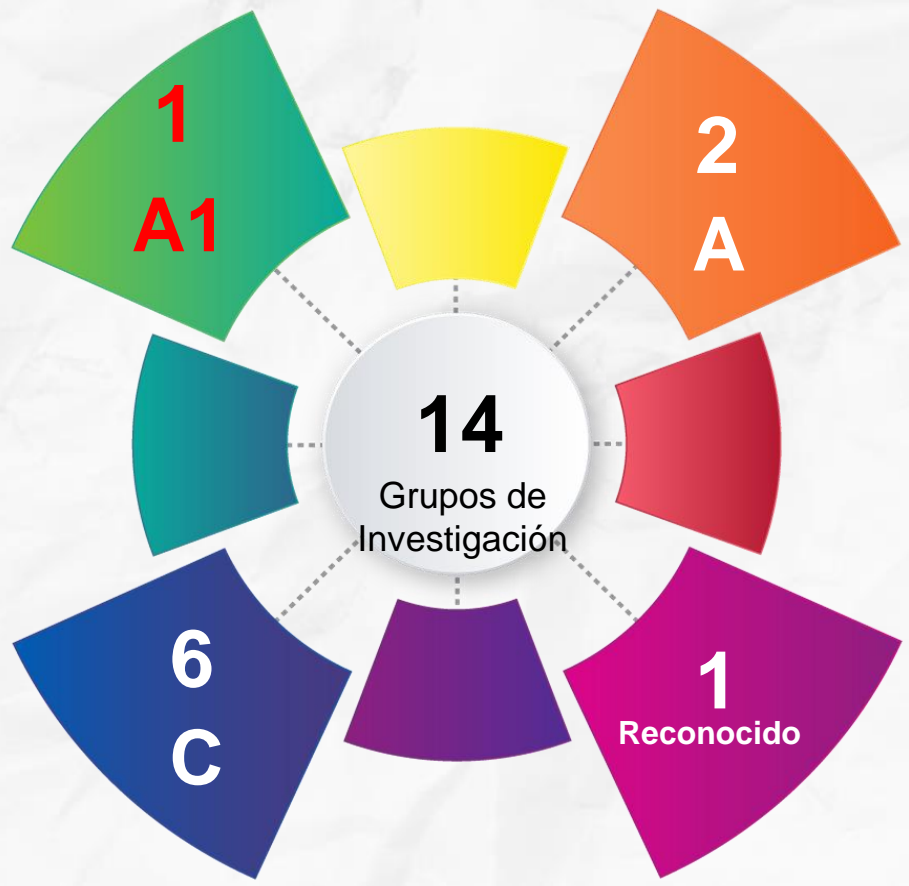 1
A1
2
A
14
Grupos de
Investigación
6
C
1
Reconocido